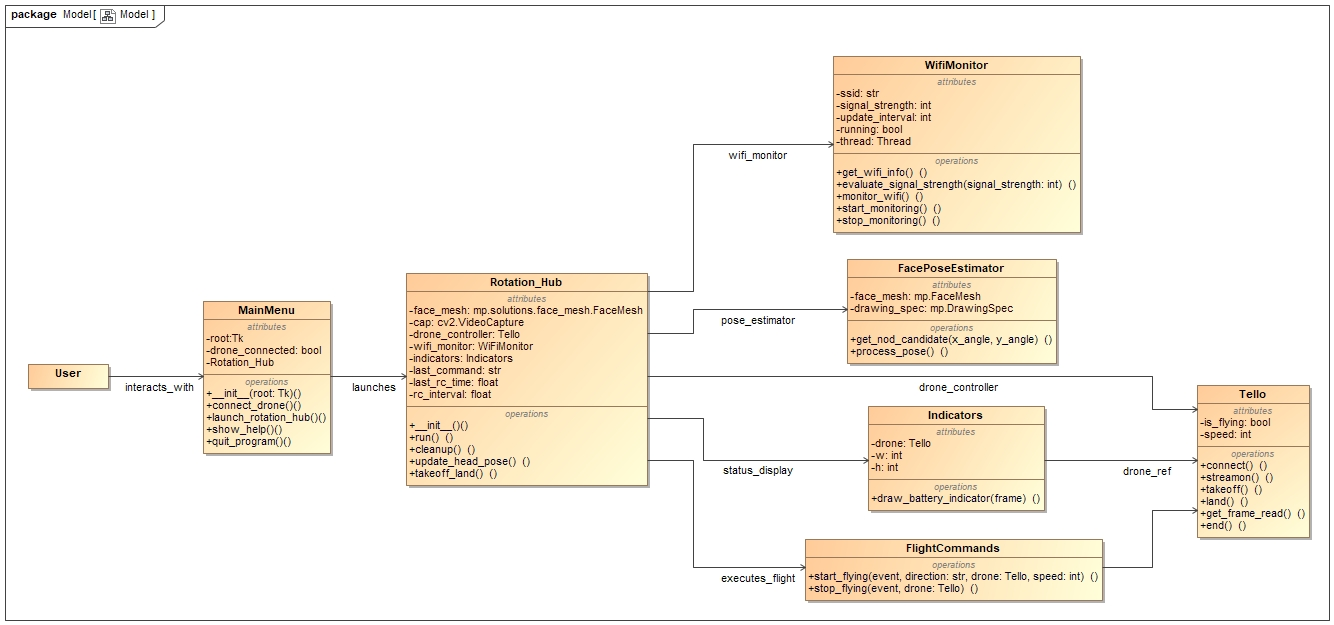 package Model[ Model ]
WifiMonitor
attributes
-ssid: str
-signal_strength: int
-update_interval: int
-running: bool
-thread: Thread
operations
+get_wifi_info() ()
+evaluate_signal_strength(signal_strength: int) ()
+monitor_wifi() ()
+start_monitoring() ()
+stop_monitoring() ()
wifi_monitor
FacePoseEstimator
attributes
-face_mesh: mp.FaceMesh
-drawing_spec: mp.DrawingSpec
operations
+get_nod_candidate(x_angle, y_angle) ()
+process_pose() ()
pose_estimator
Rotation_Hub
attributes
-face_mesh: mp.solutions.face_mesh.FaceMesh
-cap: cv2.VideoCapture
-drone_controller: Tello
-wifi_monitor: WiFiMonitor
-indicators: Indicators
-last_command: str
-last_rc_time: float
-rc_interval: float
operations
+__init__()()
+run() ()
+cleanup() ()
+update_head_pose() ()
+takeoff_land() ()
MainMenu
attributes
-root:Tk
-drone_connected: bool
-Rotation_Hub
operations
+__init__(root: Tk)()
+connect_drone()()
+launch_rotation_hub()()
+show_help()()
+quit_program()()
User
interacts_with
launches
drone_controller
Tello
attributes
-is_flying: bool
-speed: int
operations
+connect() ()
+streamon() ()
+takeoff() ()
+land() ()
+get_frame_read() ()
+end() ()
Indicators
attributes
-drone: Tello
-w: int
-h: int
operations
+draw_battery_indicator(frame) ()
status_display
drone_ref
FlightCommands
operations
+start_flying(event, direction: str, drone: Tello, speed: int) ()
+stop_flying(event, drone: Tello) ()
executes_flight